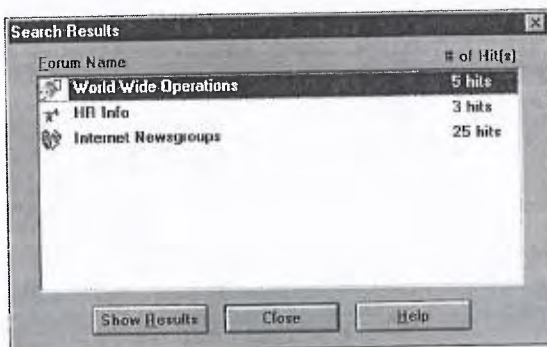 Search Results
Forum Name # of Hit(s)
World Wide Operations 5 hits
HR Info 3 hits
Internet Newsgroups 25 hits
Show Results Close Help